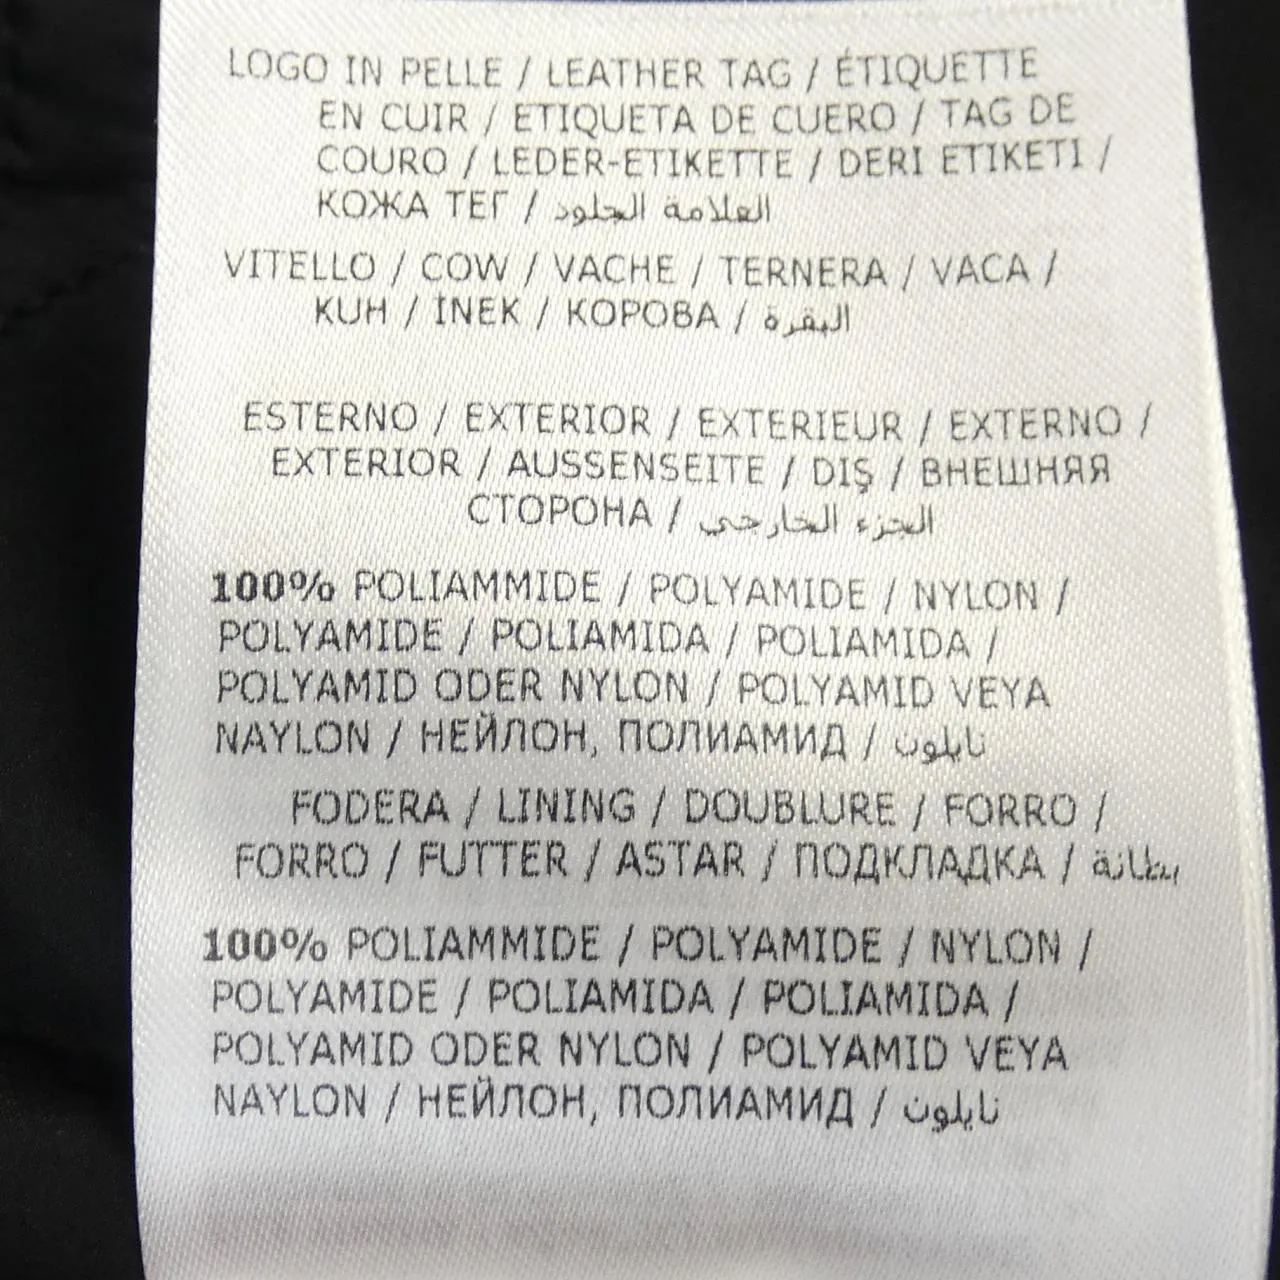 LOGO IN PELLE / LEATHER TAG / ÉTIQUETTE
EN CUIR / ETIQUETA DE CUERO / TAG DE
COURO / LEDER-ETIKETTE / DERI ETIKETI /
КОЖА ТЕГ / العلامة الجلود
VITELLO / COW / VACHE / TERNERA / VACA /
KUH / İNEK / КОРОВА / البقرة
ESTERNO / EXTERIOR / EXTERIEUR / EXTERNO /
EXTERIOR / AUSSENSEITE / DIŞ / ВНЕШНЯЯ
СТОРОНА / الجزء الخارجي
100% POLIAMMIDE / POLYAMIDE / NYLON /
POLYAMIDE / POLIAMIDA / POLIAMIDA /
POLYAMID ODER NYLON / POLYAMID VEYA
NAYLON / НЕЙЛОН, ПОЛИАМИД / نايلون
FODERA / LINING / DOUBLURE / FORRO /
FORRO / FUTTER / ASTAR / ПОДКЛАДКА / بطانة
100% POLIAMMIDE / POLYAMIDE / NYLON /
POLYAMIDE / POLIAMIDA / POLIAMIDA /
POLYAMID ODER NYLON / POLYAMID VEYA
NAYLON / НЕЙЛОН, ПОЛИАМИД / نايلون